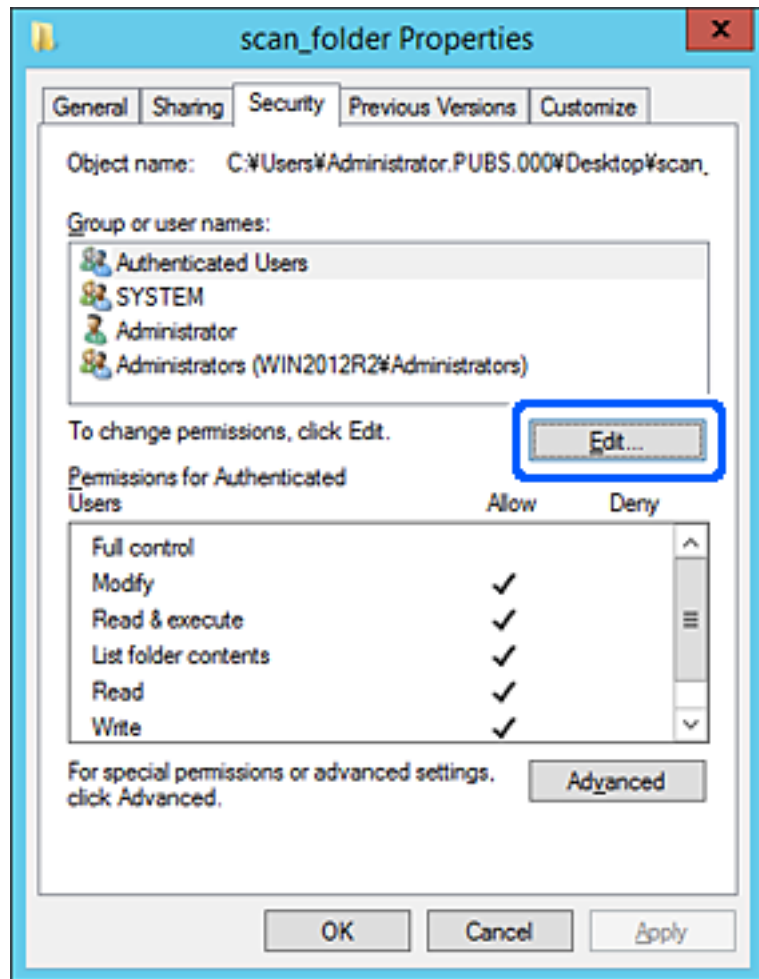 scan_folder Properties
x
General Sharing Security Previous Versions Customize
Object name: C:¥Users¥Administrator.PUBS.000¥Desktop¥scan_
Group or user names:
Authenticated Users
SYSTEM
Administrator
Administrators (WIN2012R2¥Administrators)
To change permissions, click Edit.
Edit...
Permissions for Authenticated
Users Allow Deny
Full control
Modify
Read & execute
List folder contents
Read
Write
For special permissions or advanced settings,
click Advanced.
Advanced
OK Cancel Apply